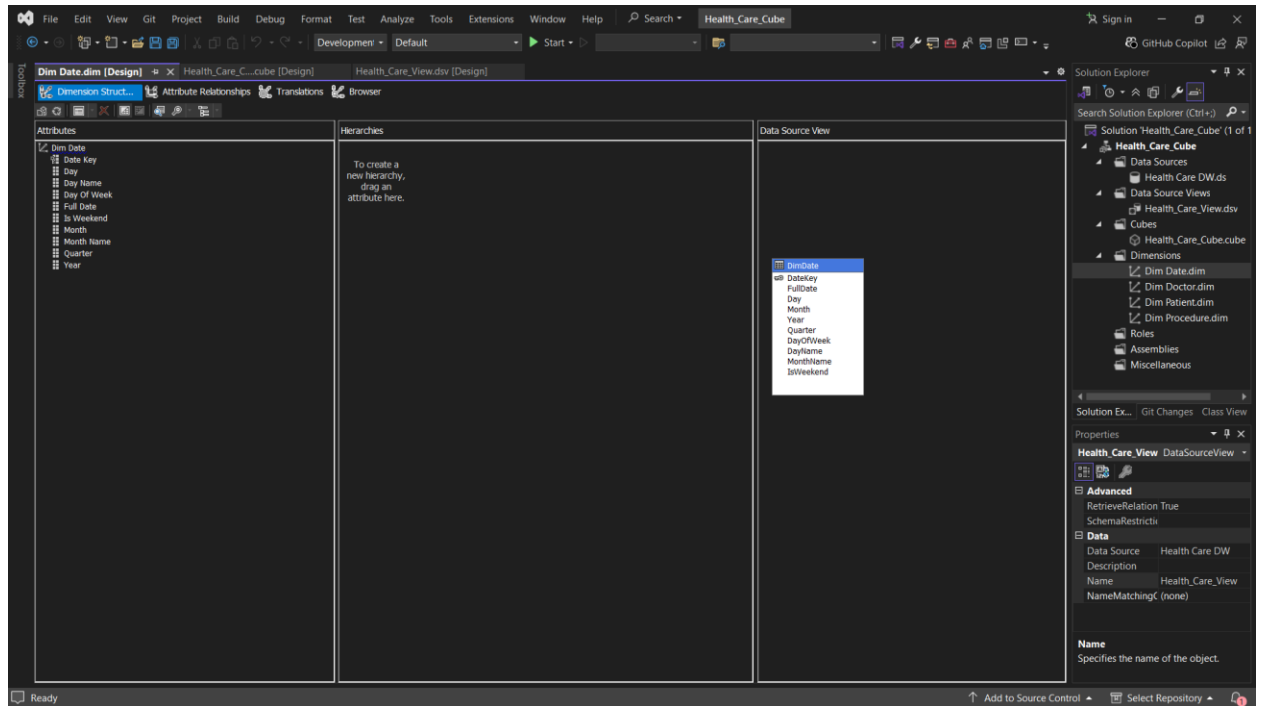 File Edit View Git Project Build Debug Format Test Analyze Tools Extensions Window Help Search Health_Care_Cube Sign in
Development Default Start GitHub Copilot
Toolbox
Dim Date.dim [Design] Health_Care_C....cube [Design] Health_Care_View.dsv [Design]
Dimension Struct... Attribute Relationships Translations Browser
Attributes
Dim Date
Date Key
Day
Day Name
Day Of Week
Full Date
Is Weekend
Month
Month Name
Quarter
Year
Hierarchies
To create a
new hierarchy,
drag an
attribute here.
Data Source View
DimDate
DateKey
FullDate
Day
Month
Year
Quarter
DayOfWeek
DayName
MonthName
IsWeekend
Solution Explorer
Search Solution Explorer (Ctrl+;)
Solution 'Health_Care_Cube' (1 of 1
Health_Care_Cube
Data Sources
Health Care DW.ds
Data Source Views
Health_Care_View.dsv
Cubes
Health_Care_Cube.cube
Dimensions
Dim Date.dim
Dim Doctor.dim
Dim Patient.dim
Dim Procedure.dim
Roles
Assemblies
Miscellaneous
Solution Ex... Git Changes Class View
Properties
Health_Care_View DataSourceView
Advanced
RetrieveRelation True
SchemaRestrictic
Data
Data Source Health Care DW
Description
Name Health_Care_View
NameMatchingC (none)
Name
Specifies the name of the object.
Ready Add to Source Control Select Repository 1